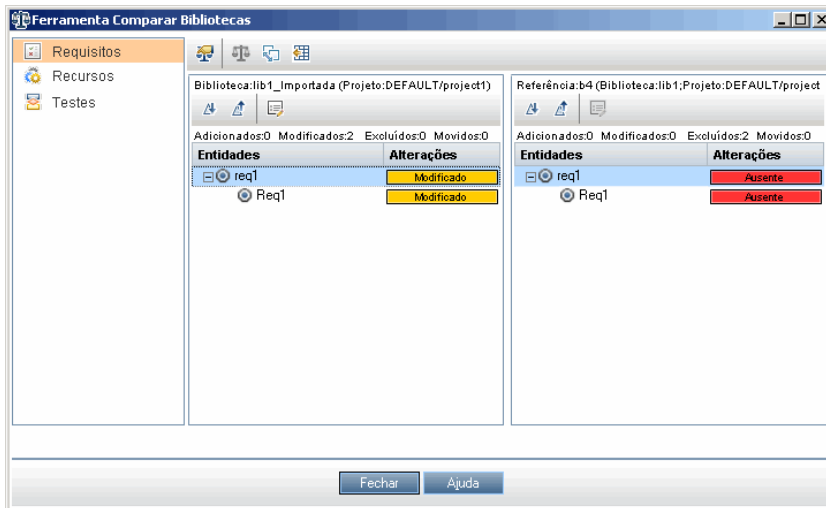 Ferramenta Comparar Bibliotecas
Requisitos
Recursos
Testes
Biblioteca:lib1_Importada (Projeto:DEFAULT/project1)
Adicionados:0 Modificados:2 Excluídos:0 Movidos:0
Entidades Alterações
req1 Modificado
Req1 Modificado
Referência:b4 (Biblioteca:lib1;Projeto:DEFAULT/project
Adicionados:0 Modificados:0 Excluídos:2 Movidos:0
Entidades Alterações
req1 Ausente
Req1 Ausente
Fechar Ajuda